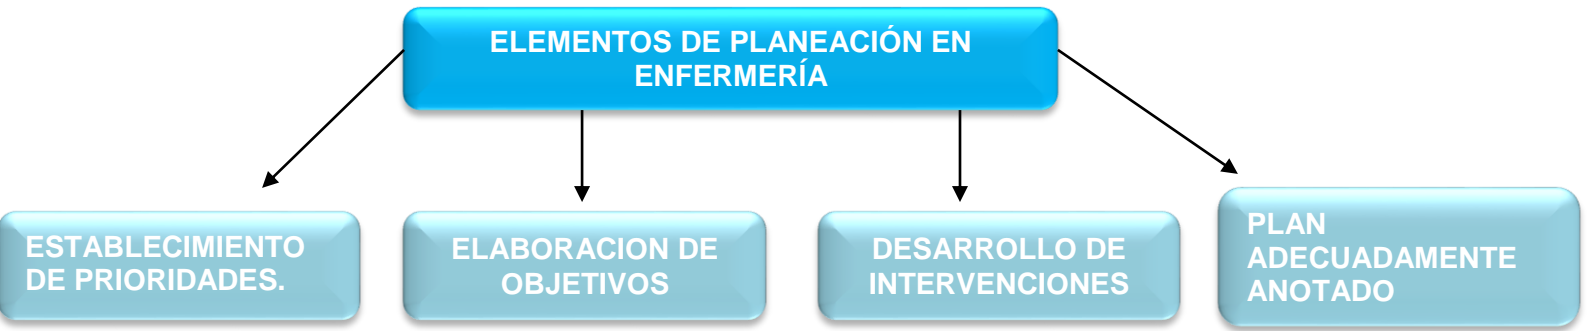 ELEMENTOS DE PLANEACIÓN EN
ENFERMERÍA
ESTABLECIMIENTO
DE PRIORIDADES.
ELABORACION DE
OBJETIVOS
DESARROLLO DE
INTERVENCIONES
PLAN
ADECUADAMENTE
ANOTADO